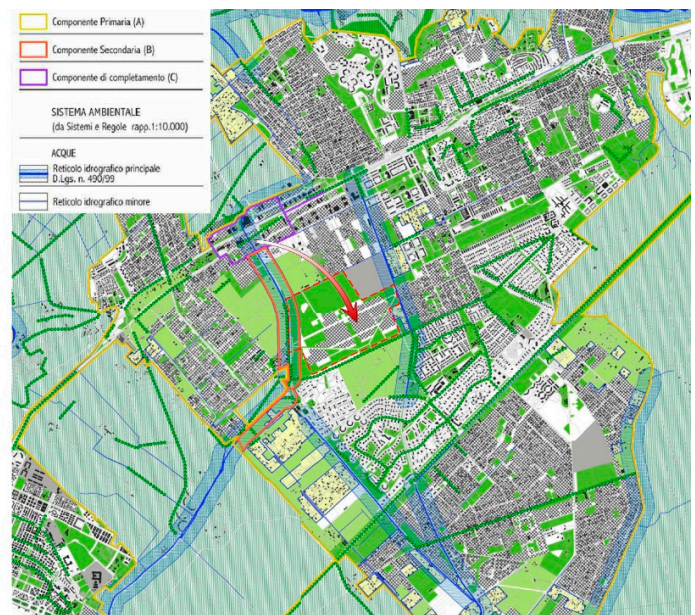 Componente Primaria (A)
Componente Secondaria (B)
Componente di completamento (C)
SISTEMA AMBIENTALE
(da Sistemi e Regole rapp.1:10.000)
ACQUE
Reticolo idrografico principale
D.Lgs. n. 490/99
Reticolo idrografico minore